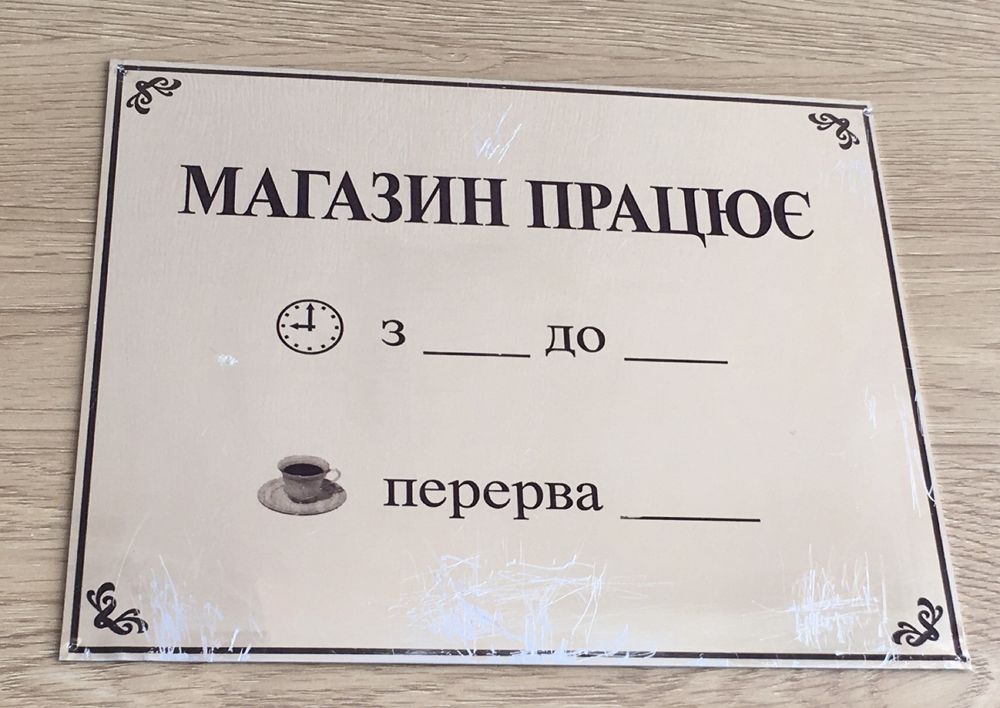 МАГАЗИН ПРАЦЮЄ
з ____ до ____
перерва _____